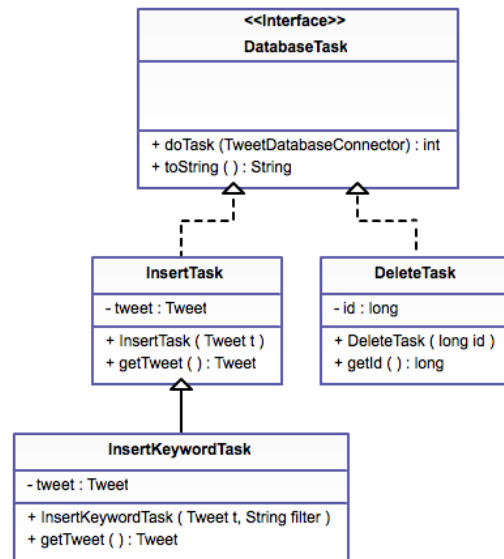 <<Interface>>
DatabaseTask
+ doTask (TweetDatabaseConnector) : int
+ toString ( ) : String
InsertTask
- tweet : Tweet
+ InsertTask ( Tweet t )
+ getTweet ( ) : Tweet
DeleteTask
- id : long
+ DeleteTask ( long id )
+ getId ( ) : long
InsertKeywordTask
- tweet : Tweet
+ InsertKeywordTask ( Tweet t, String filter )
+ getTweet ( ) : Tweet